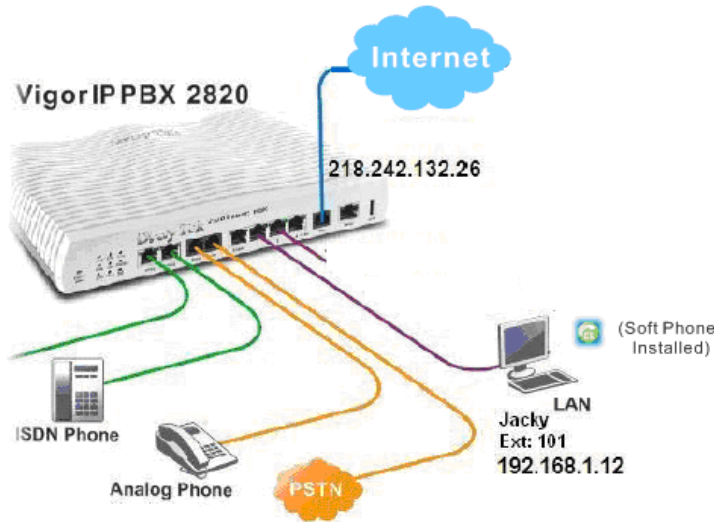 Internet
VigorIPPBX 2820
218.242.132.26
DrayTek
(Soft Phone
Installed)
LAN
Jacky
Ext: 101
192.168.1.12
ISDN Phone
Analog Phone
PSTN